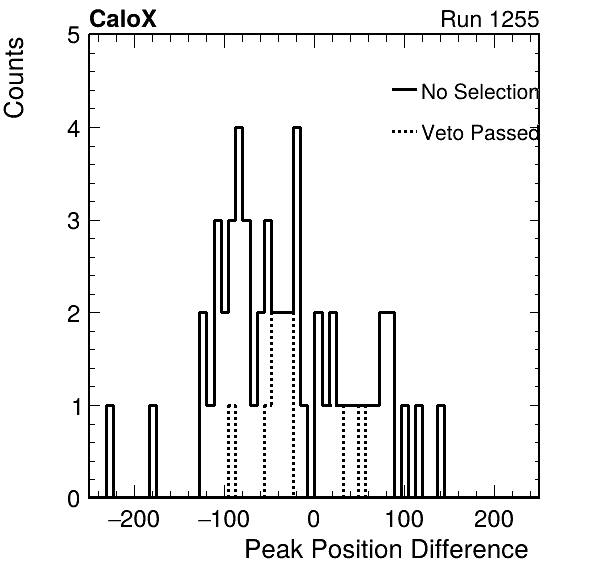 CaloX Run 1255
Counts
5
4
3
2
1
0
No Selection
Veto Passed
−200 −100 0 100 200
Peak Position Difference